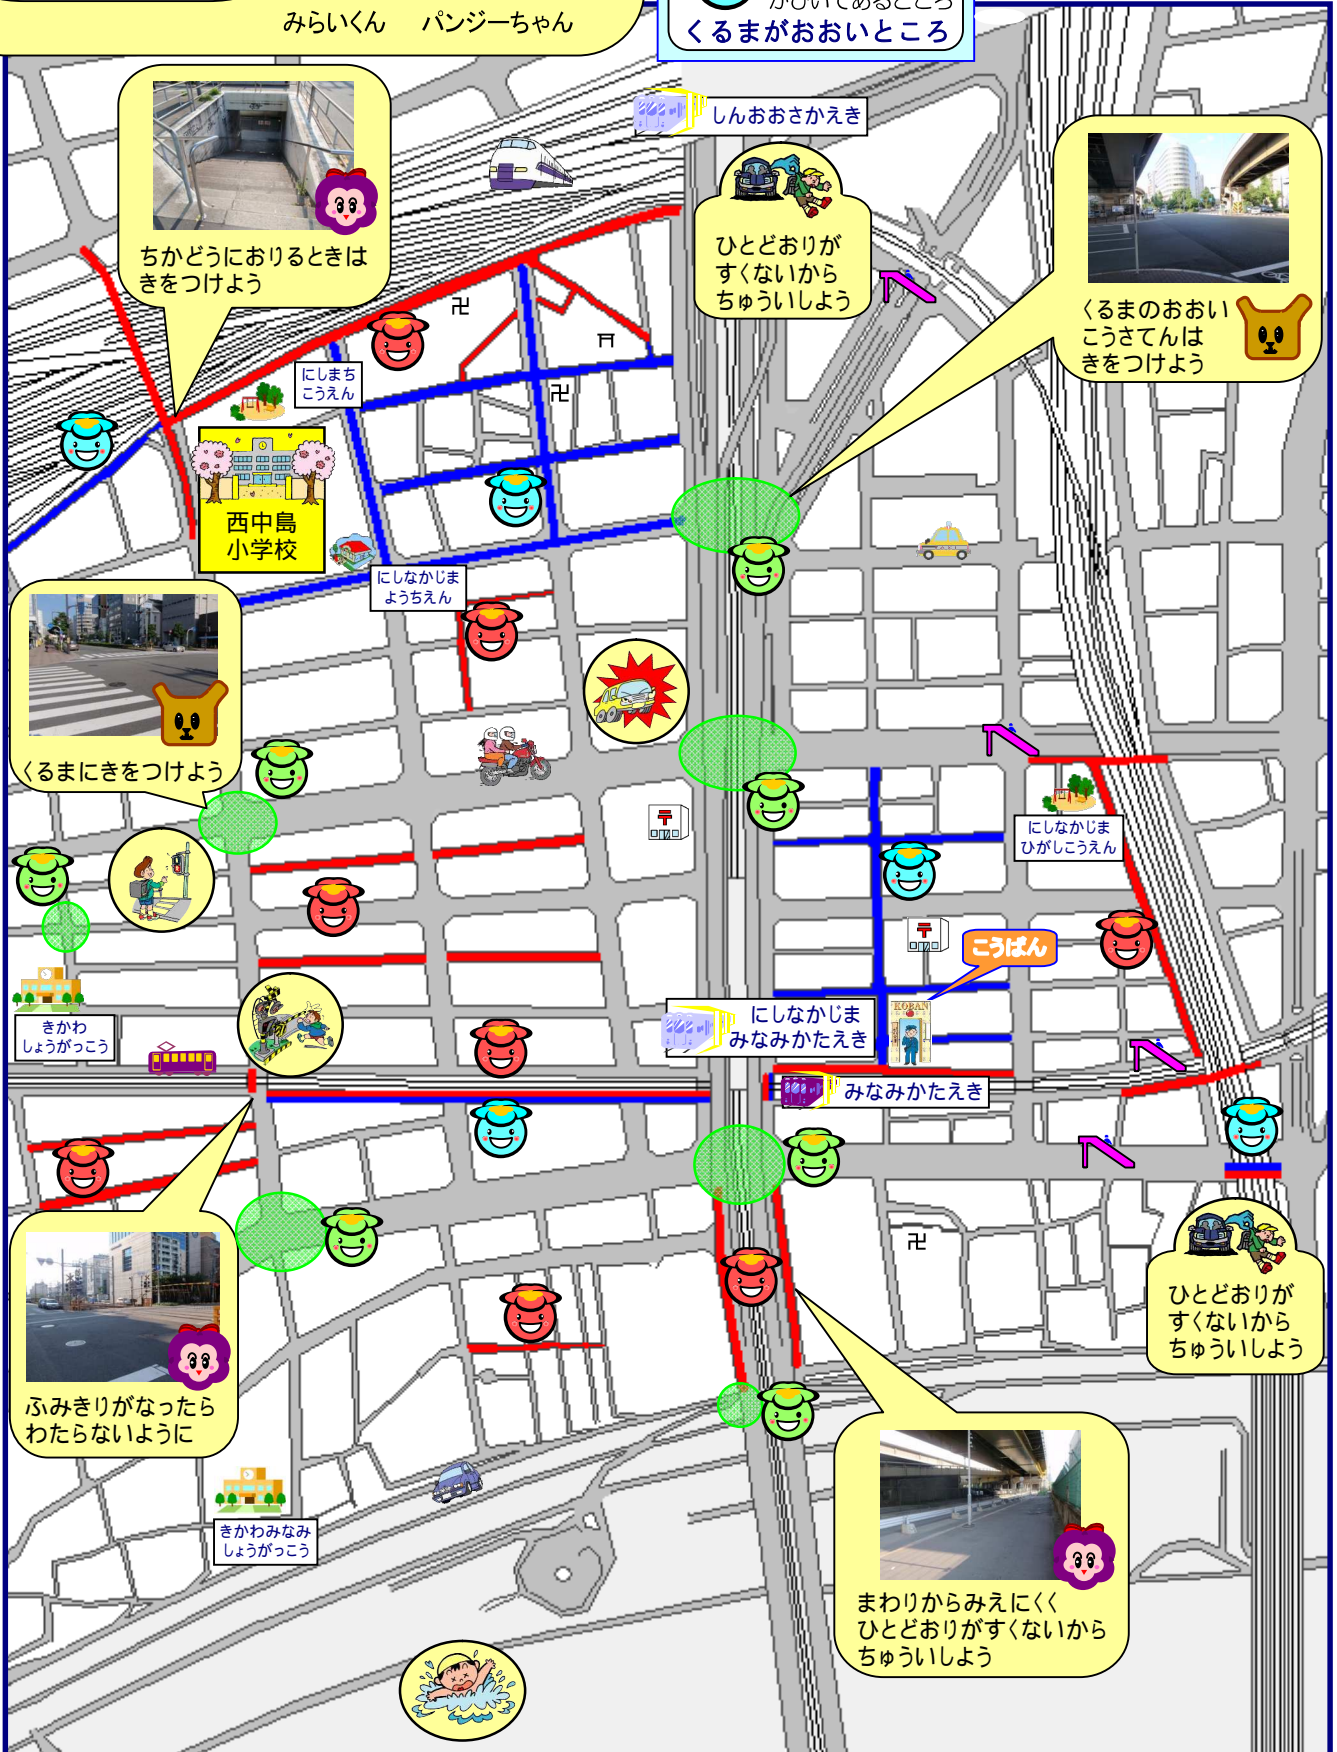 みらいくん パンジーちゃん
がひいてあるところ
くるまがおおいところ
しんおおさかえき
ちかどうにおりるときは
きをつけよう
ひとどおりが
すくないから
ちゅういしよう
くるまのおおい
こうさてんは
きをつけよう
にしまち
こうえん
西中島
小学校
にしなかじま
ようちえん
くるまにきをつけよう
にしなかじま
ひがしこうえん
こうばん
KOBAN
きかわ
しょうがっこう
にしなかじま
みなみかたえき
みなみかたえき
ひとどおりが
すくないから
ちゅういしよう
ふみきりがなったら
わたらないように
きかわみなみ
しょうがっこう
まわりからみえにくく
ひとどおりがすくないから
ちゅういしよう